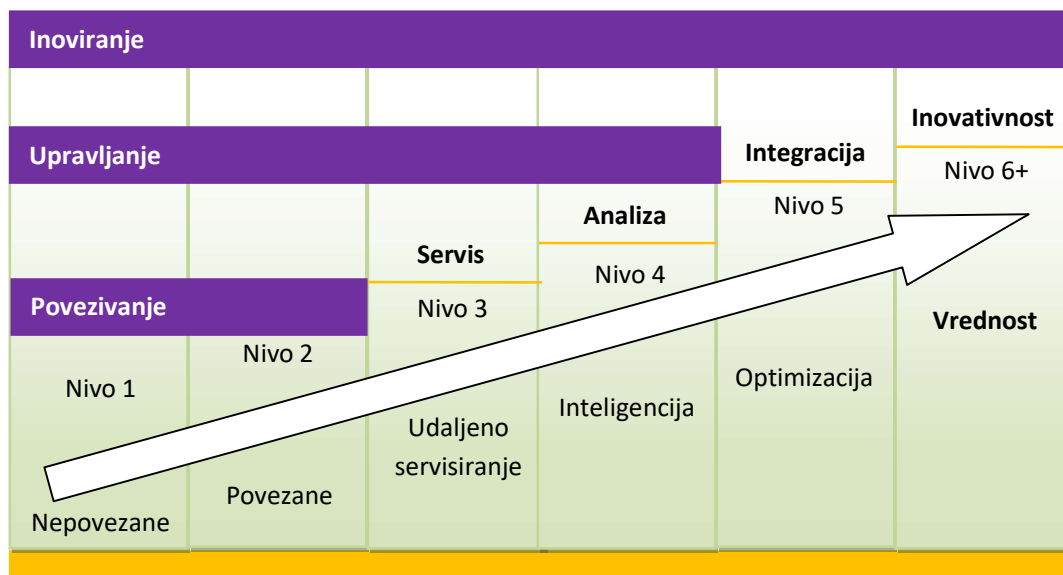 Inoviranje
Upravljanje
Povezivanje
Nivo 1
Nepovezane
Nivo 2
Povezane
Servis
Nivo 3
Udaljeno
servisiranje
Analiza
Nivo 4
Inteligencija
Integracija
Nivo 5
Optimizacija
Inovativnost
Nivo 6+
Vrednost